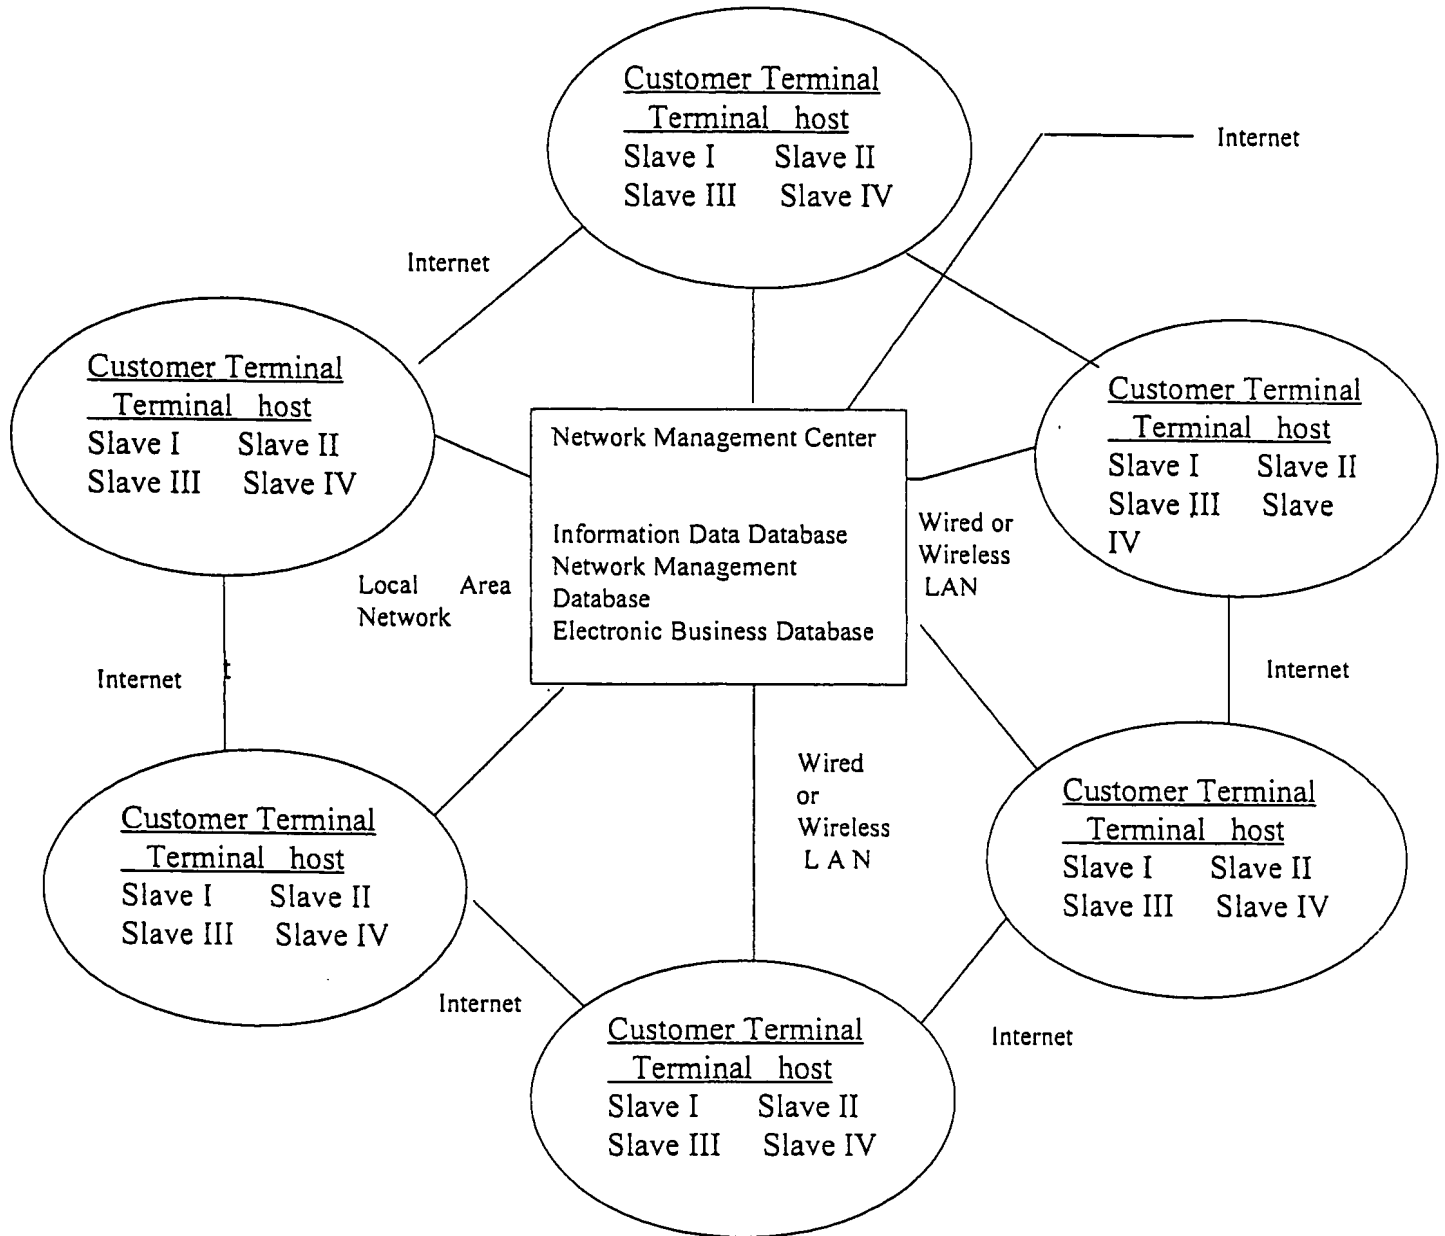 Customer Terminal
Terminal host
Slave I Slave II
Slave III Slave IV
Internet
Internet
Customer Terminal
Terminal host
Slave I Slave II
Slave III Slave IV
Customer Terminal
Terminal host
Slave I Slave II
Slave III Slave
IV
Network Management Center
Information Data Database
Network Management
Database
Electronic Business Database
Wired or
Wireless
LAN
Local Area
Network
Internet
Internet
Wired
or
Wireless
L A N
Customer Terminal
Terminal host
Slave I Slave II
Slave III Slave IV
Customer Terminal
Terminal host
Slave I Slave II
Slave III Slave IV
Internet
Internet
Customer Terminal
Terminal host
Slave I Slave II
Slave III Slave IV